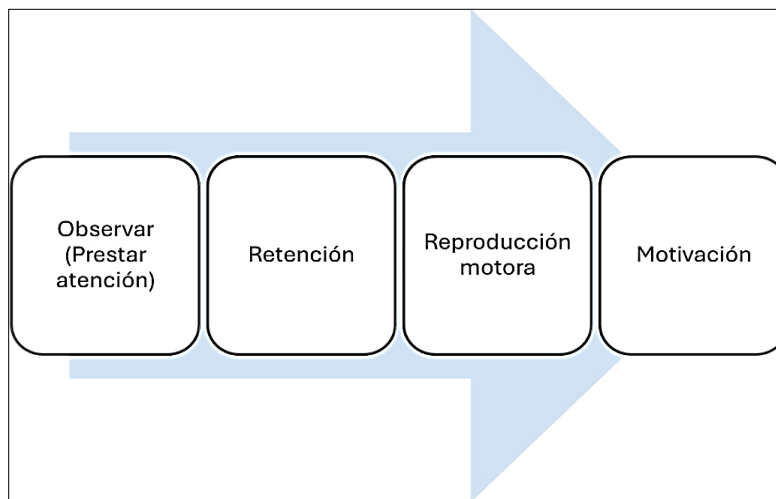 Observar
(Prestar
atención)
Retención
Reproducción
motora
Motivación